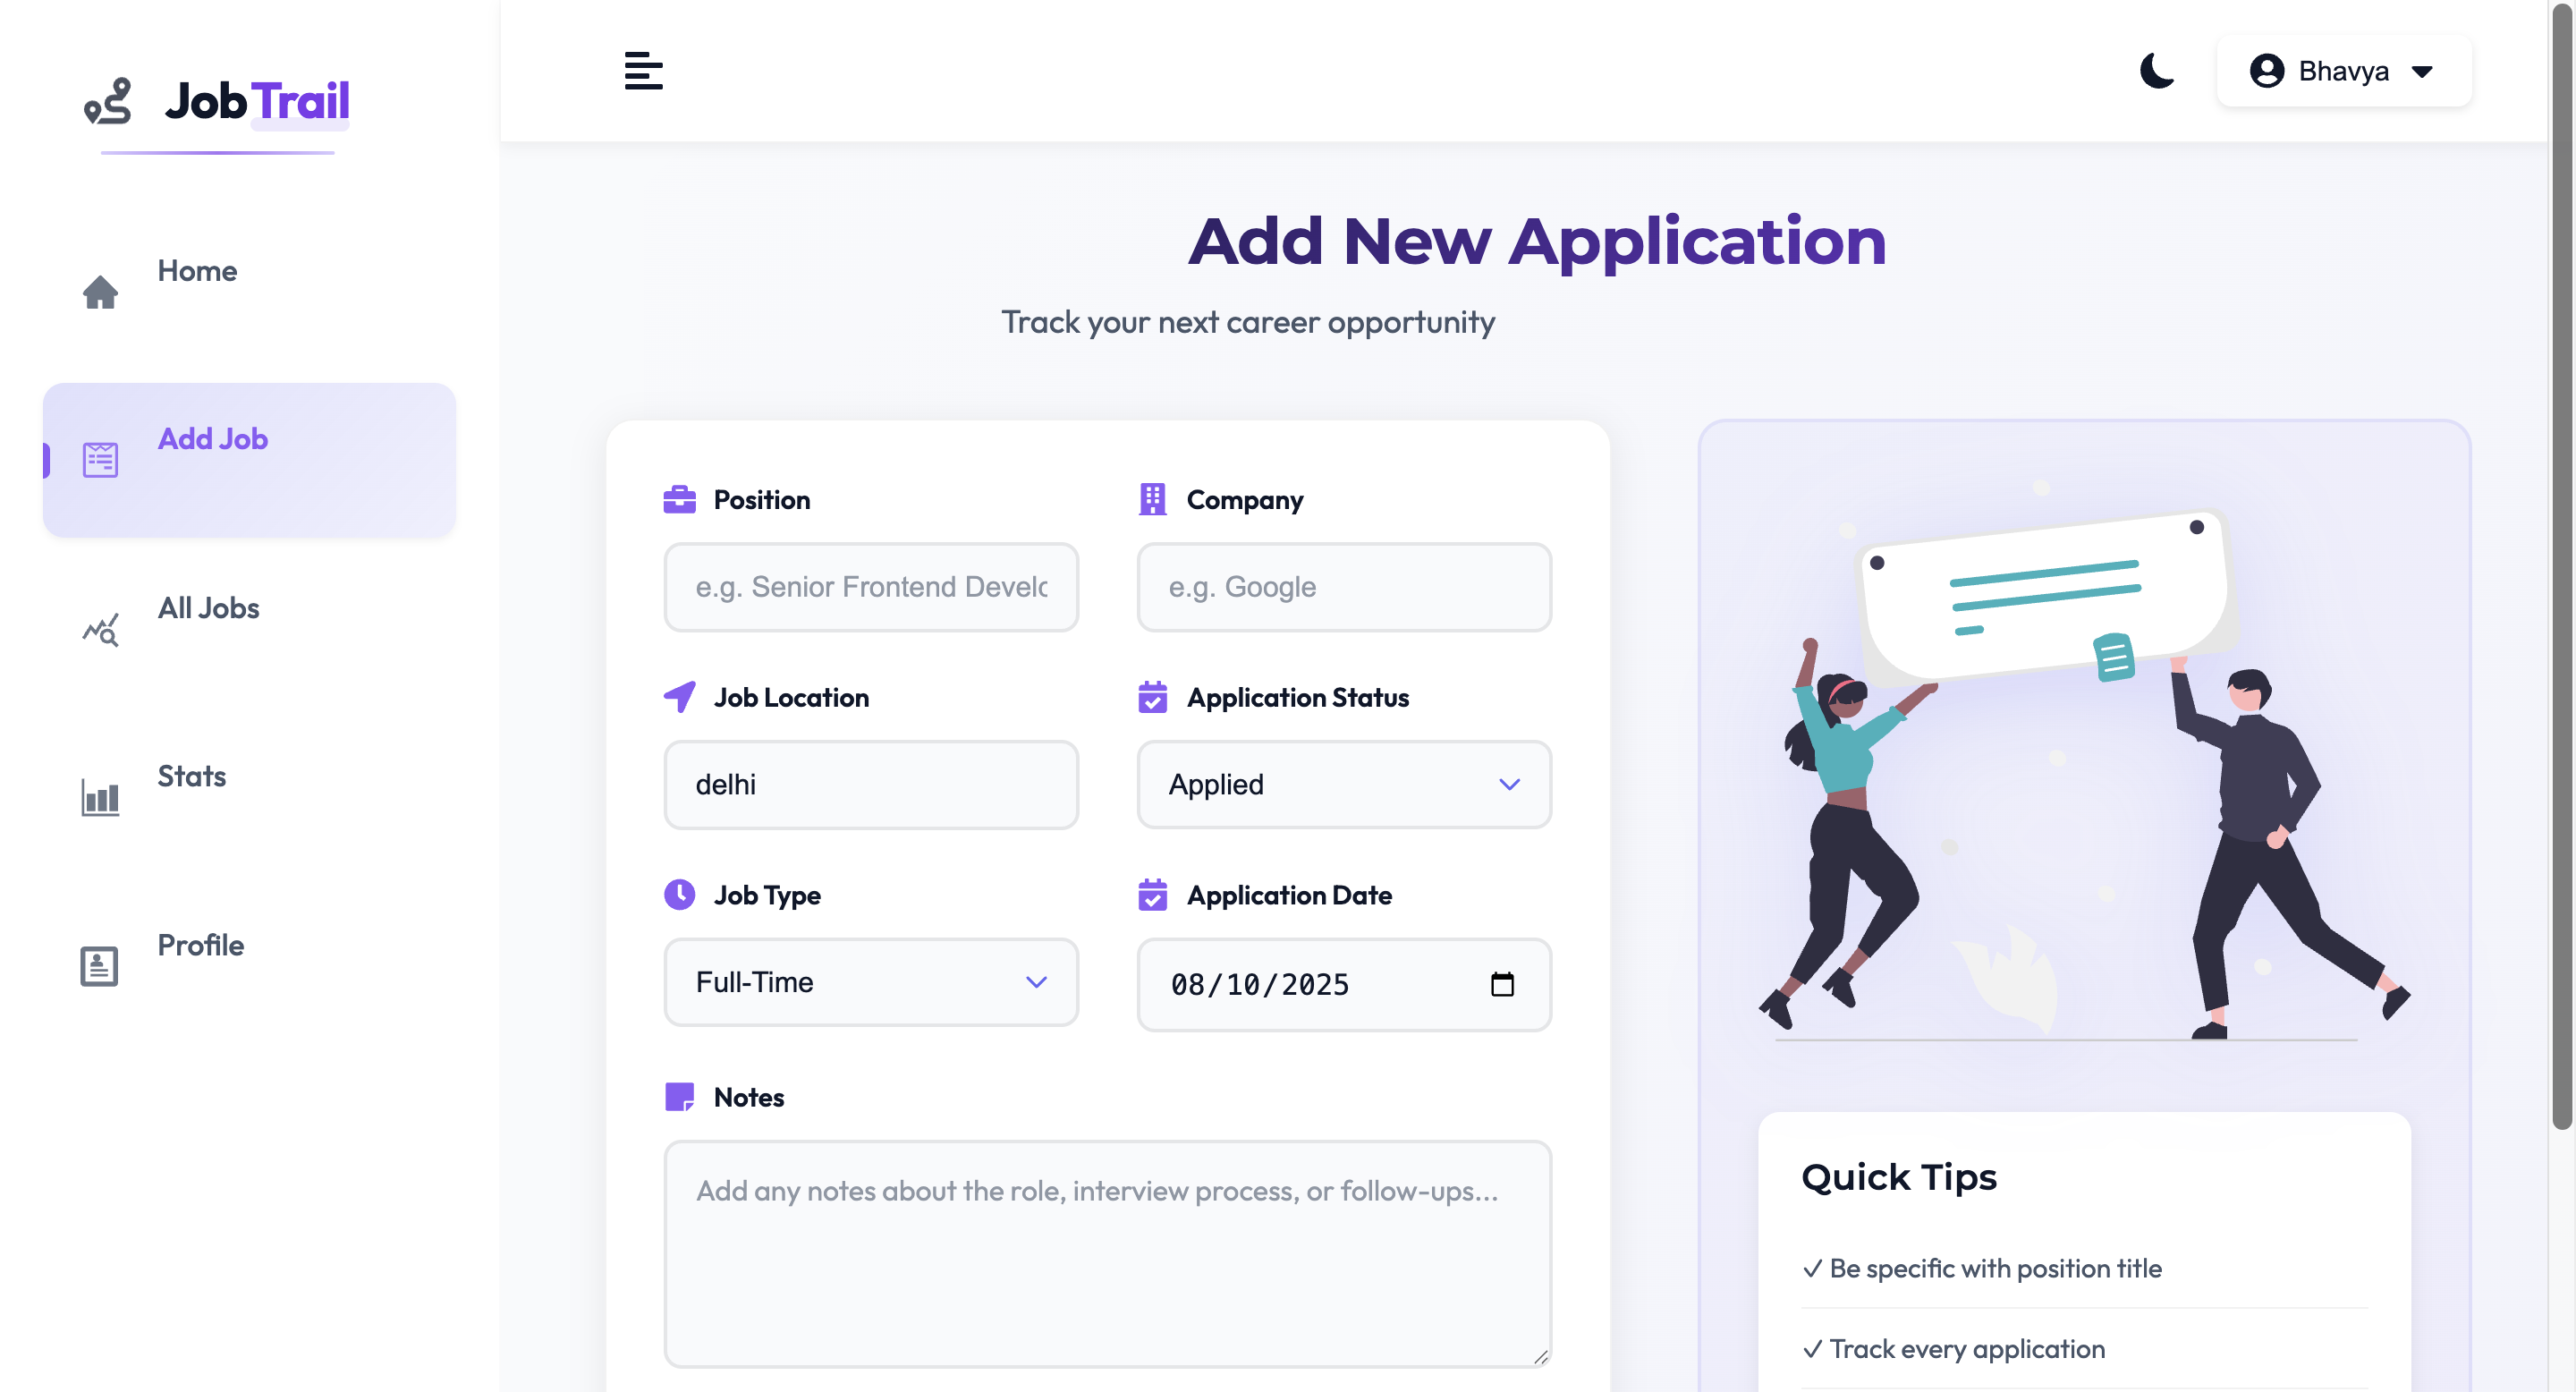 JobTrail
Bhavya
Home
Add Job
All Jobs
Stats
Profile
Add New Application
Track your next career opportunity
Position
e.g. Senior Frontend Develo
Company
e.g. Google
Job Location
delhi
Application Status
Applied
Job Type
Full-Time
Application Date
08/10/2025
Notes
Add any notes about the role, interview process, or follow-ups...
Quick Tips
✓ Be specific with position title
✓ Track every application